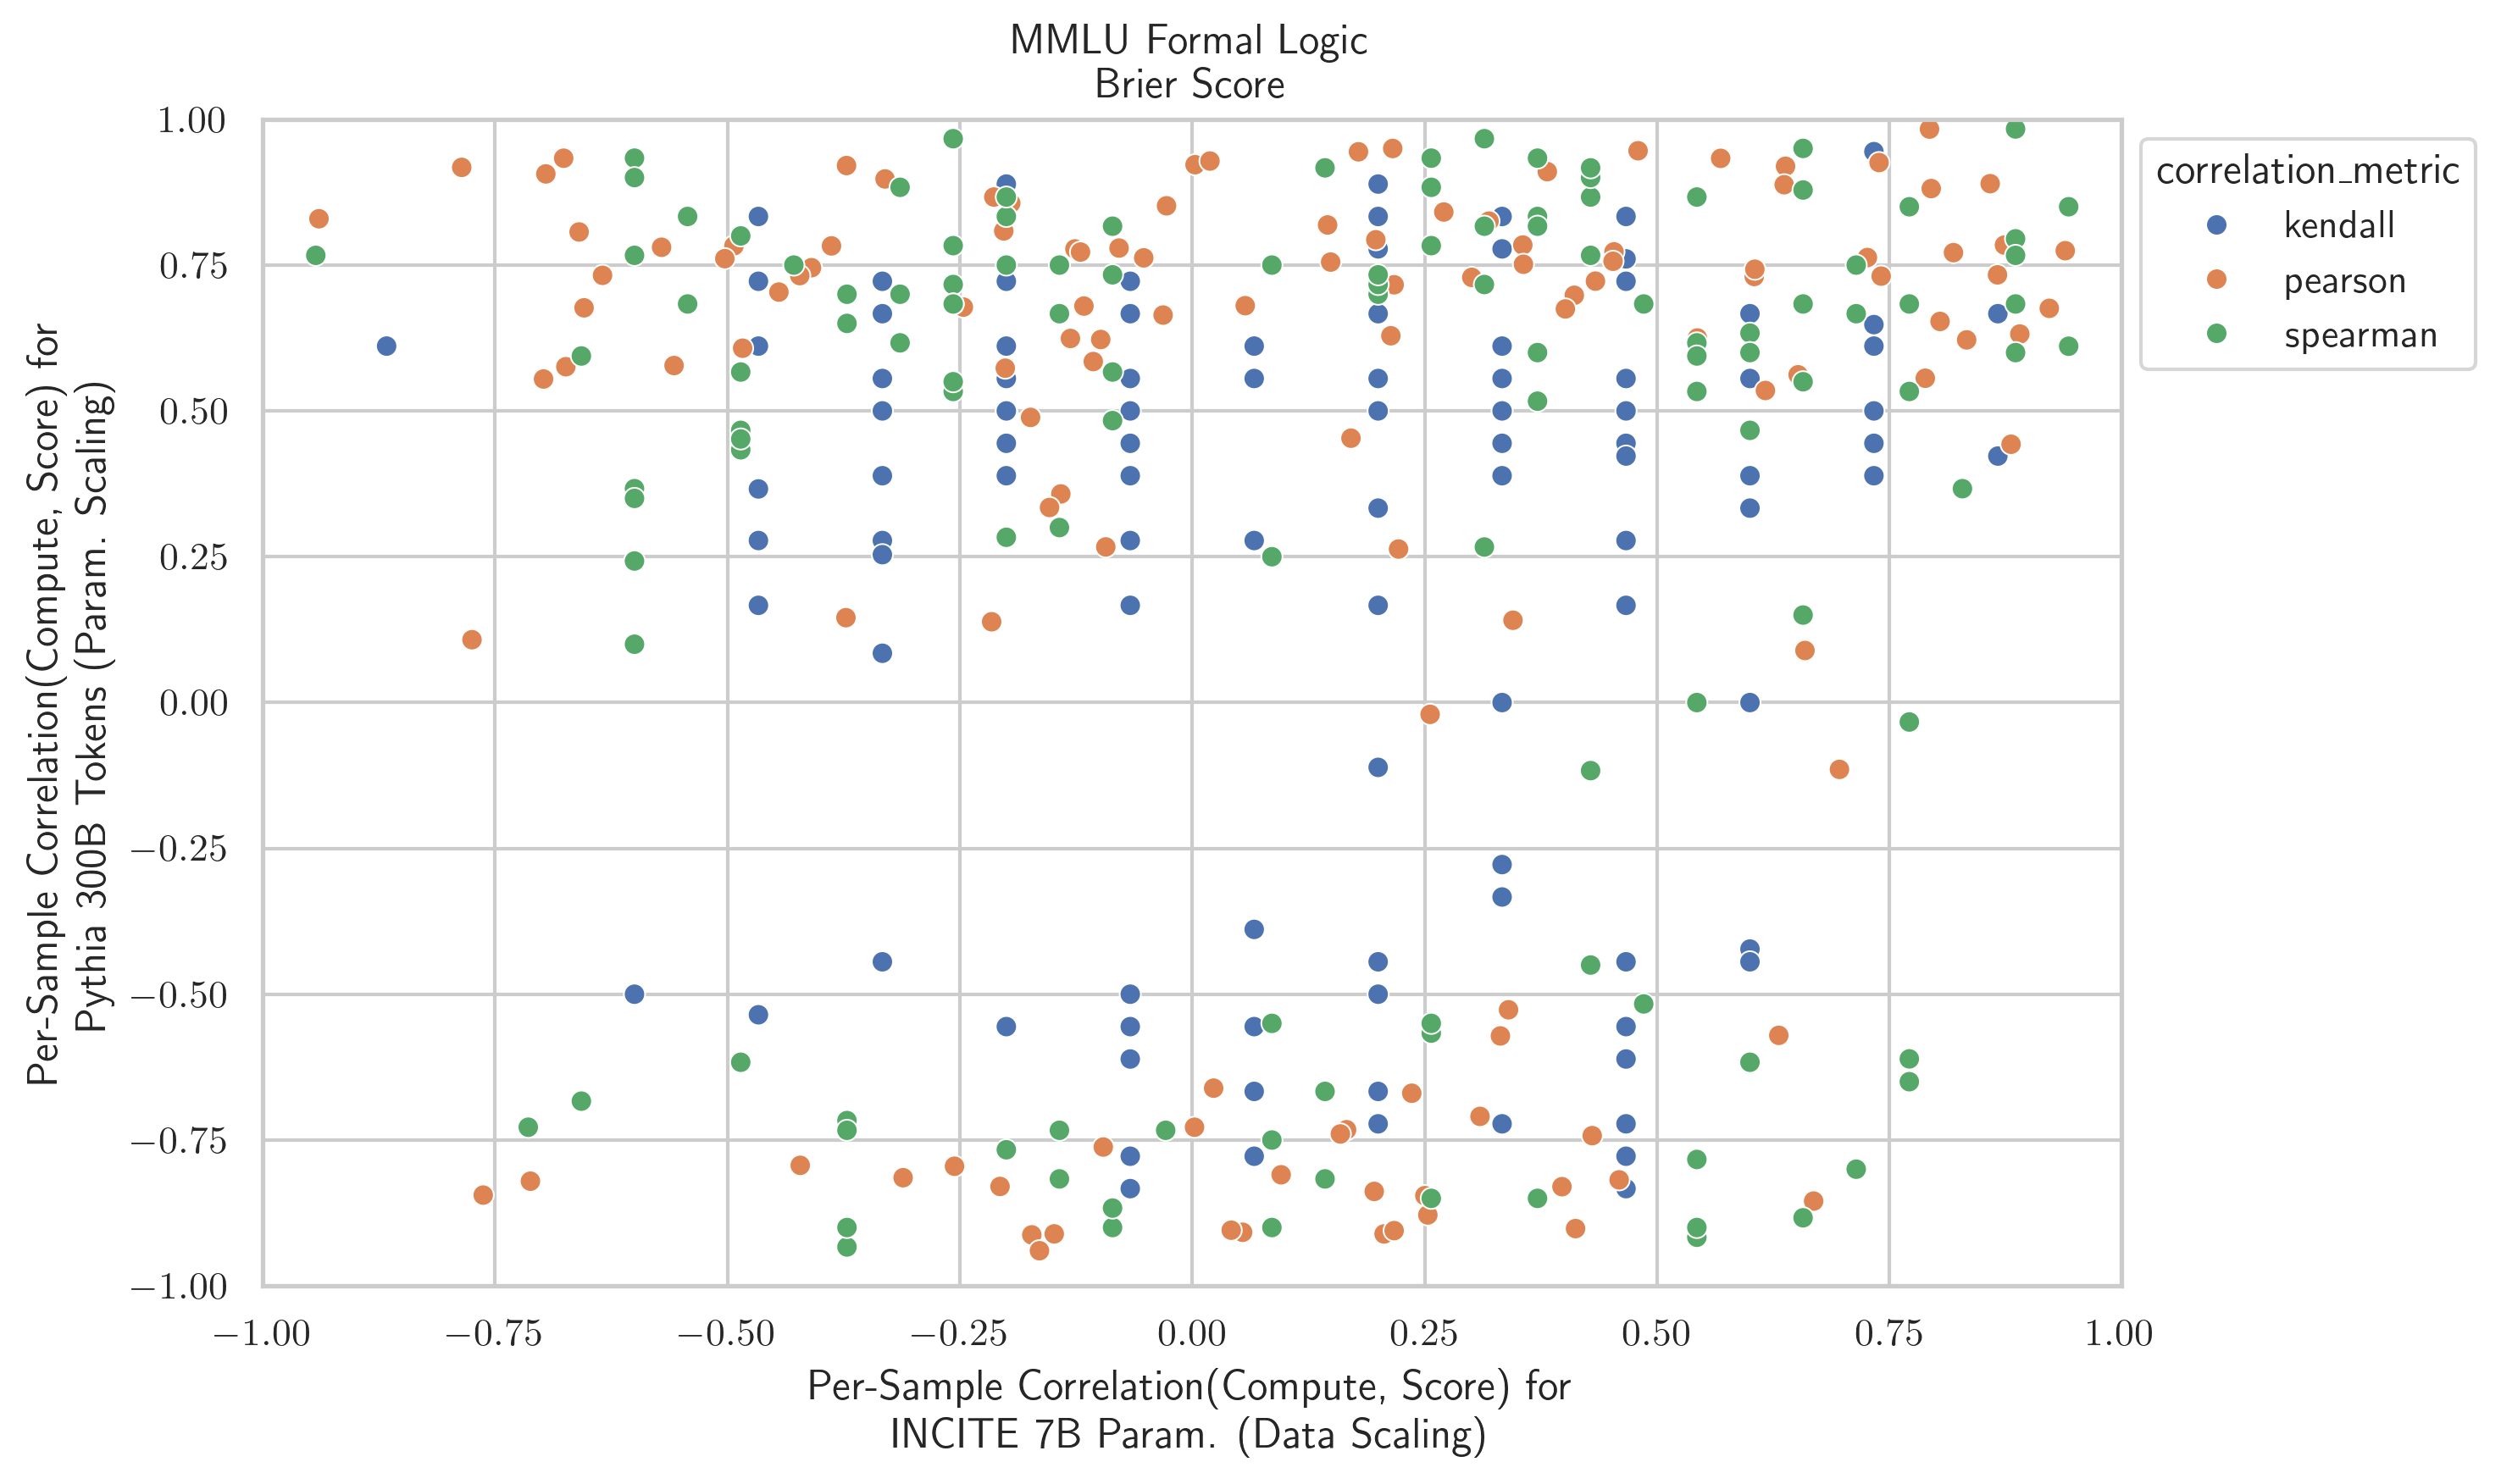 MMLU Formal Logic
Brier Score
Per-Sample Correlation(Compute, Score) for
Pythia 300B Tokens (Param. Scaling)
1.00
0.75
0.50
0.25
0.00
−0.25
−0.50
−0.75
−1.00
−1.00
−0.75
−0.50
−0.25
0.00
0.25
0.50
0.75
1.00
Per-Sample Correlation(Compute, Score) for
INCITE 7B Param. (Data Scaling)
correlation_metric
kendall
pearson
spearman